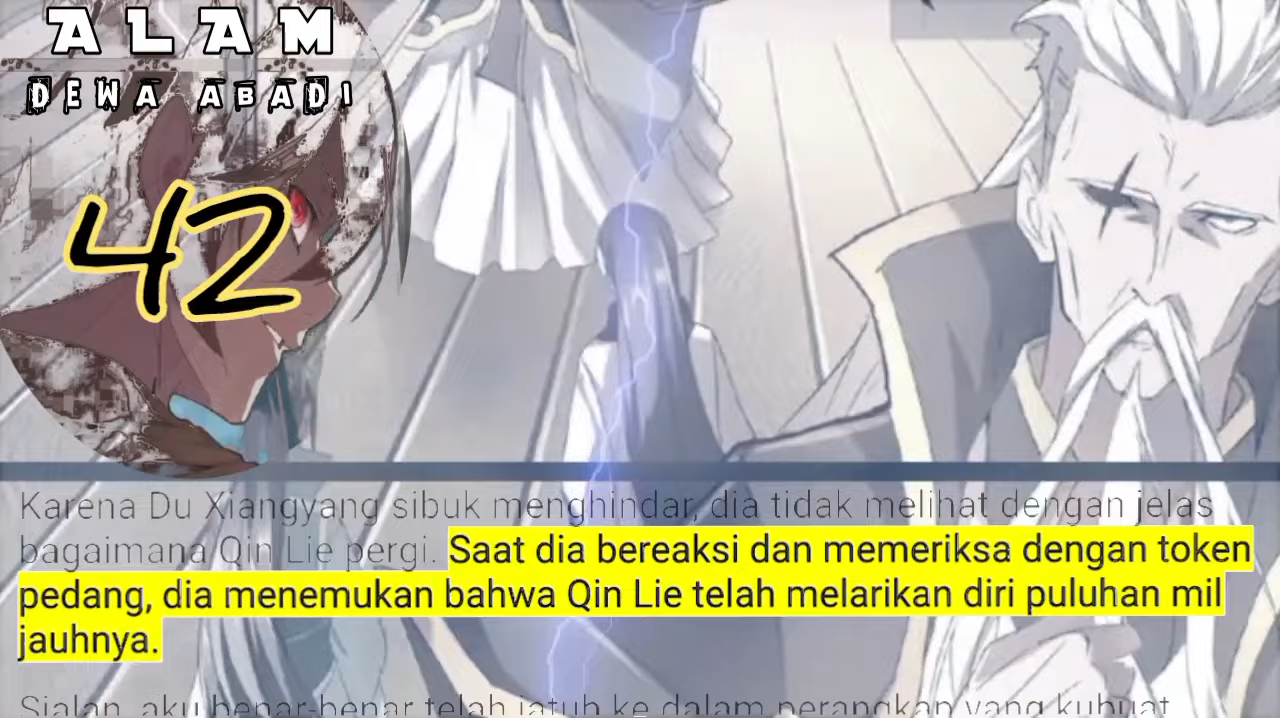 ALAM
DEWA ABADI
42
Karena Du Xiangyang sibuk menghindar, dia tidak melihat dengan jelas
bagaimana Qin Lie pergi. Saat dia bereaksi dan memeriksa dengan token
pedang, dia menemukan bahwa Qin Lie telah melarikan diri puluhan mil
jauhnya.
Sialan, aku benar-benar telah jatuh ke dalam perangkap yang kubuat